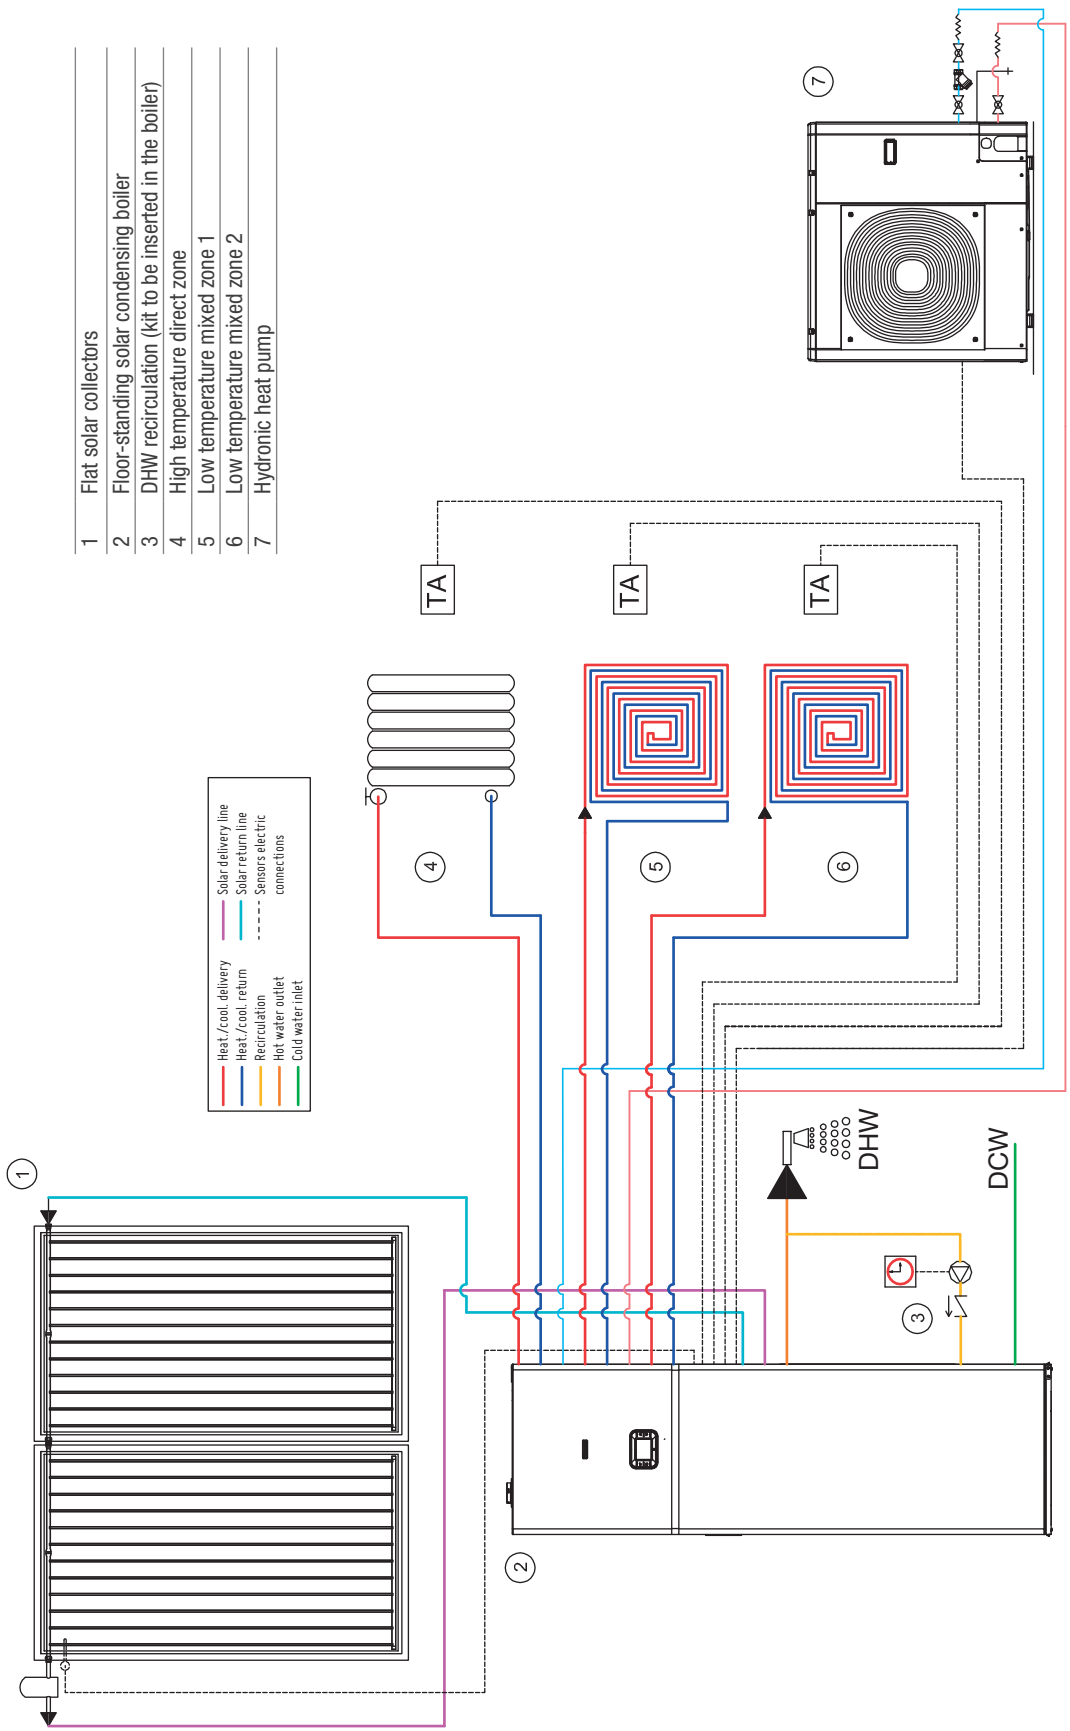 1 Flat solar collectors
2 Floor-standing solar condensing boiler
3 DHW recirculation (kit to be inserted in the boiler)
4 High temperature direct zone
5 Low temperature mixed zone 1
6 Low temperature mixed zone 2
7 Hydronic heat pump
Heat./cool. delivery
Heat./cool. return
Recirculation
Hot water outlet
Cold water inlet
Solar delivery line
Solar return line
Sensors electric
connections
1
2
3
4
5
6
7
TA
TA
TA
DHW
DCW